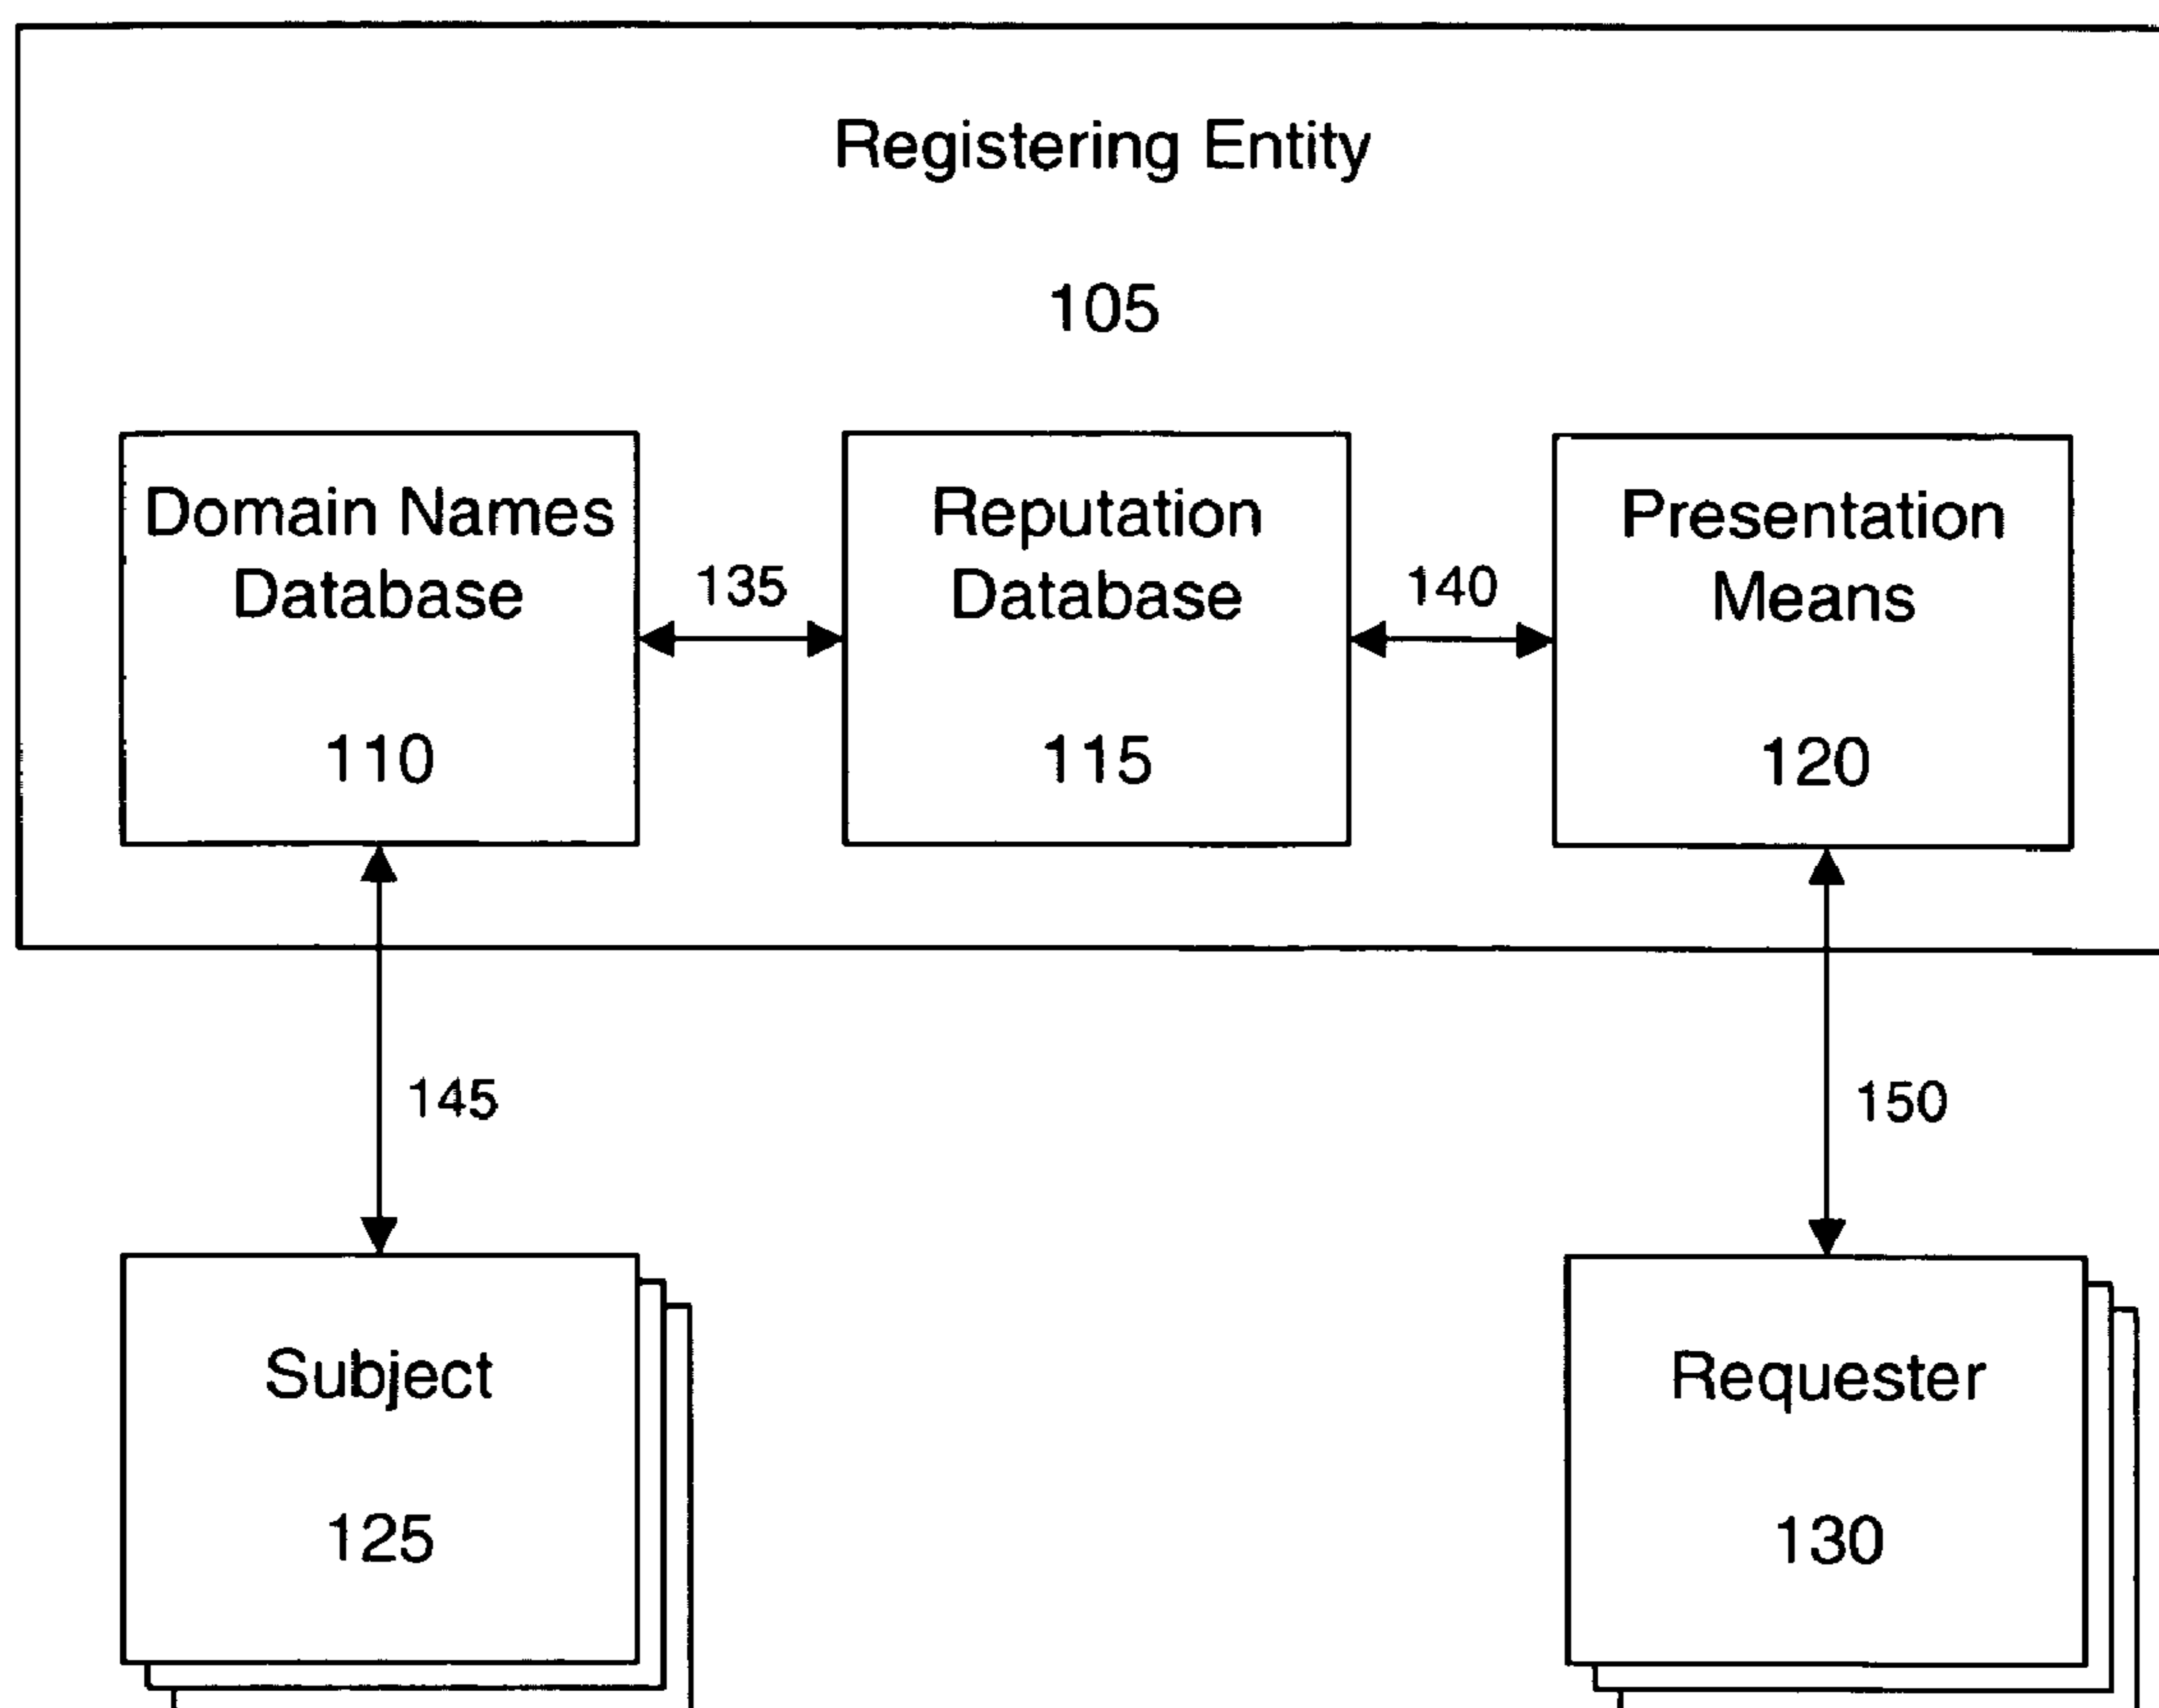 Registering Entity
105
Domain Names
Database
110
135
Reputation
Database
115
140
Presentation
Means
120
145
150
Subject
125
Requester
130